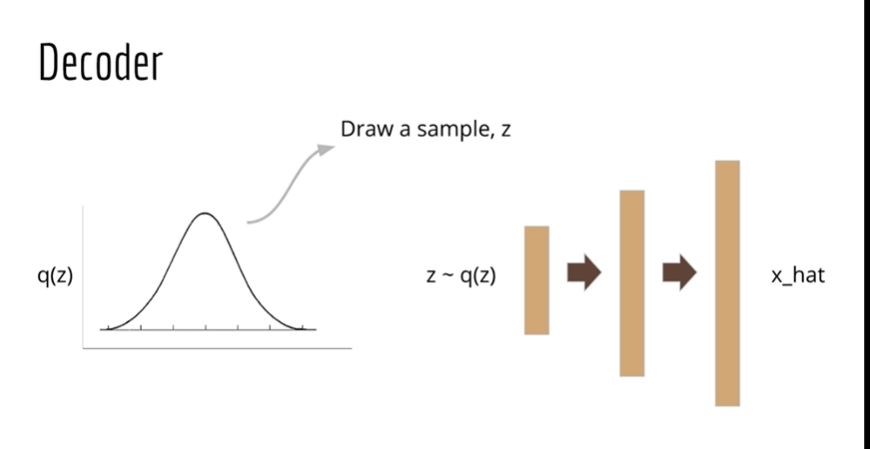 Decoder
Draw a sample, z
q(z)
z ~ q(z)
x_hat